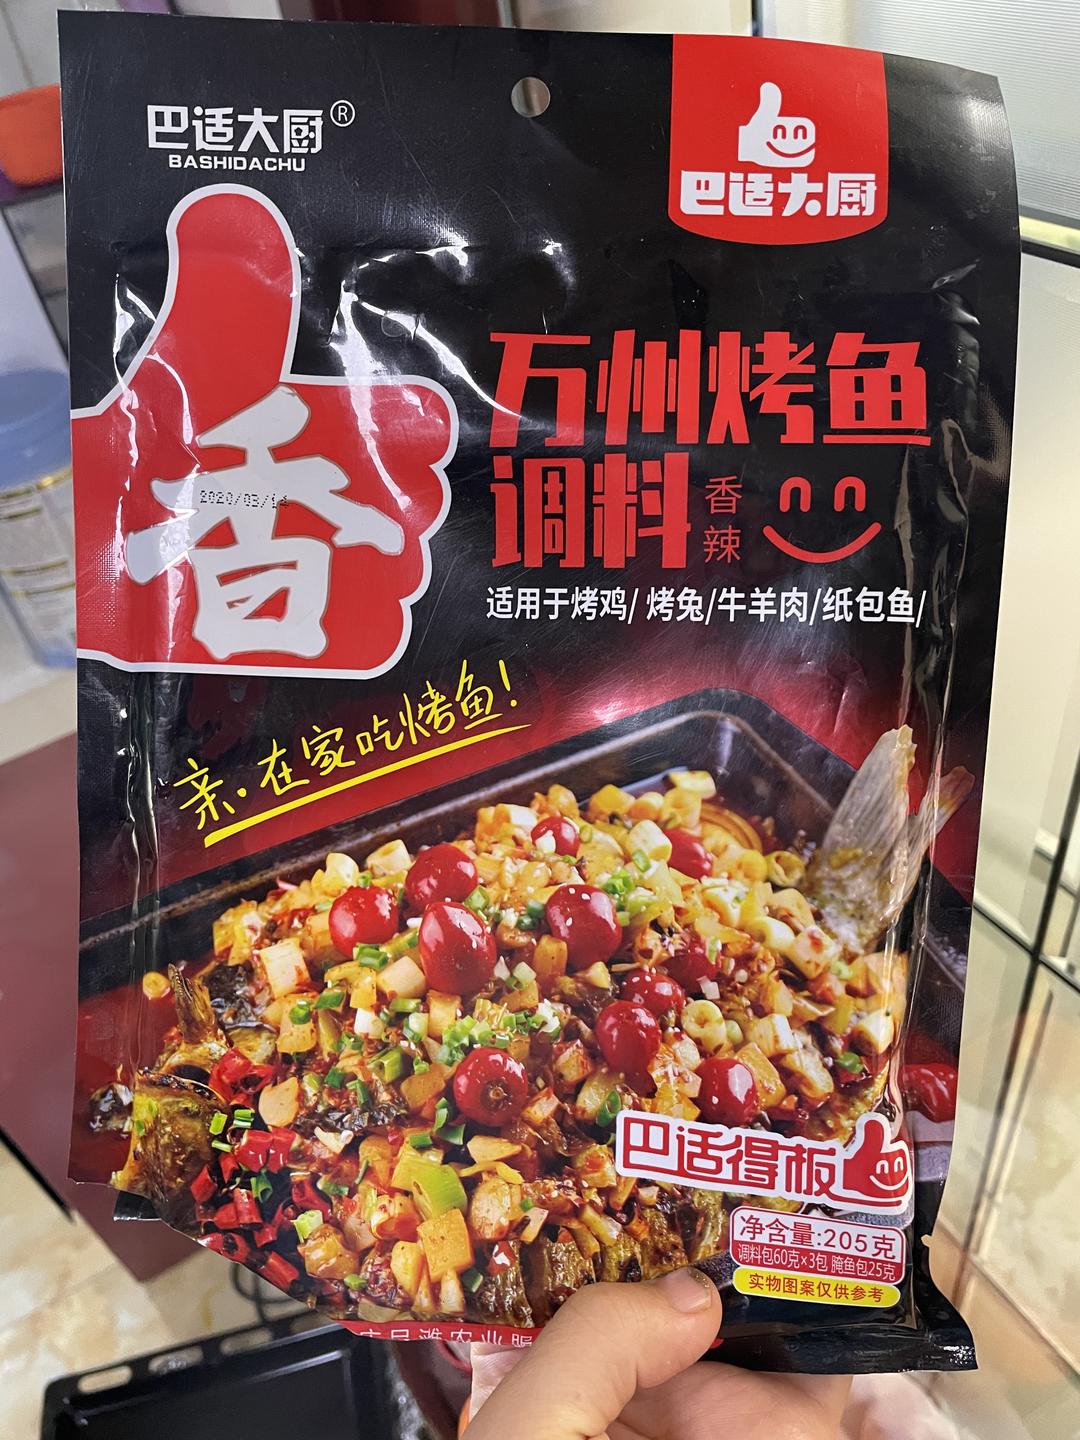 巴适大厨®
BASHIDACHU
巴适大厨
香
2020/03/14
万州烤鱼
调料
香辣
适用于烤鸡/烤兔/牛羊肉/纸包鱼/
亲·在家吃烤鱼!
巴适得板
净含量:205克
调料包60克×3包 腌鱼包25克
实物图案仅供参考